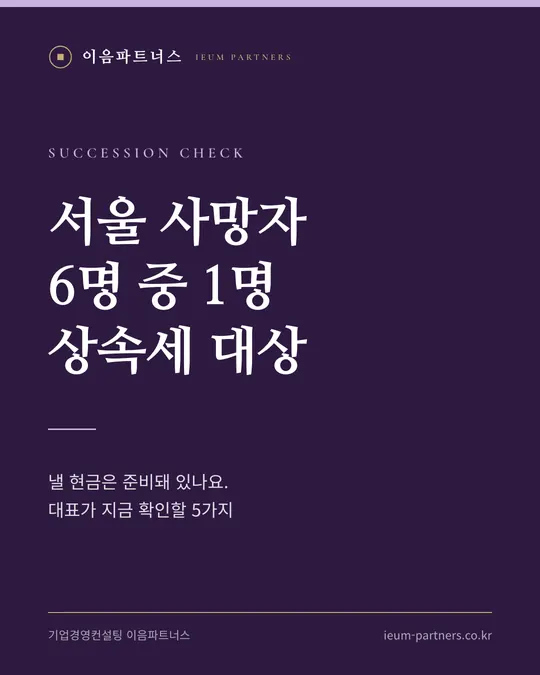 이음파트너스 IEUM PARTNERS
SUCCESSION CHECK
서울 사망자
6명 중 1명
상속세 대상
낼 현금은 준비돼 있나요.
대표가 지금 확인할 5가지
기업경영컨설팅 이음파트너스
ieum-partners.co.kr